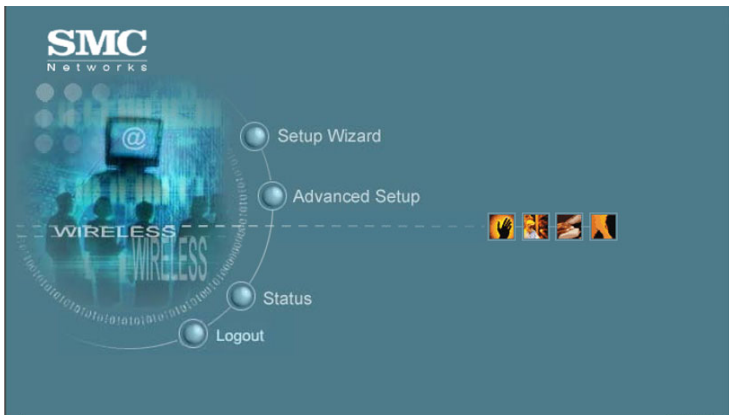 SMC
Networks
@
Setup Wizard
Advanced Setup
WIRELESS
WIRELESS
Status
Logout